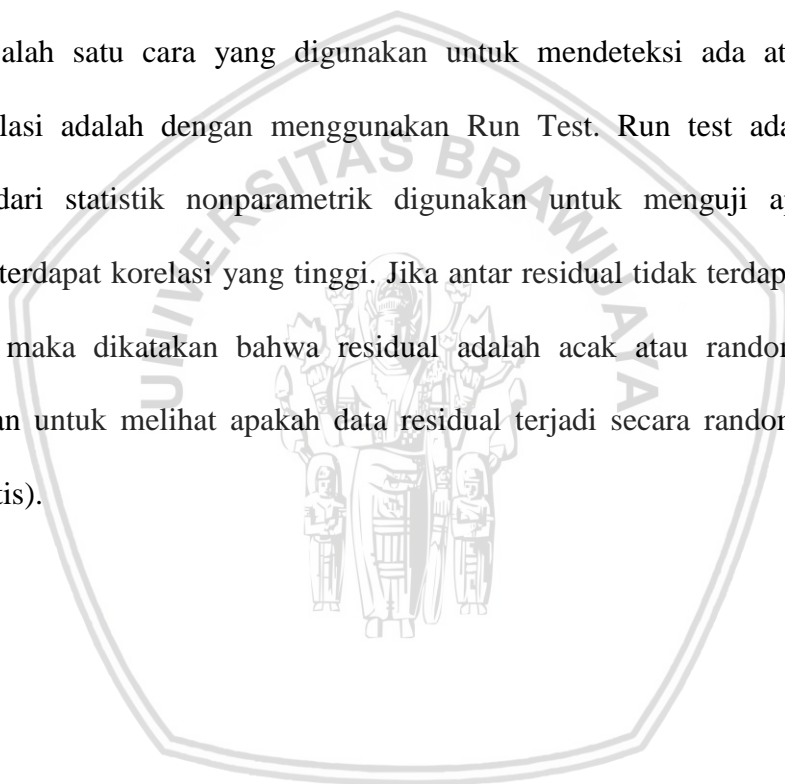 alah satu cara yang digunakan untuk mendeteksi ada at
lasi adalah dengan menggunakan Run Test. Run test ada
dari statistik nonparametrik digunakan untuk menguji a
terdapat korelasi yang tinggi. Jika antar residual tidak terdap
maka dikatakan bahwa residual adalah acak atau rando
an untuk melihat apakah data residual terjadi secara rando
tis).
UNIVERSITAS BRAWIJAYA